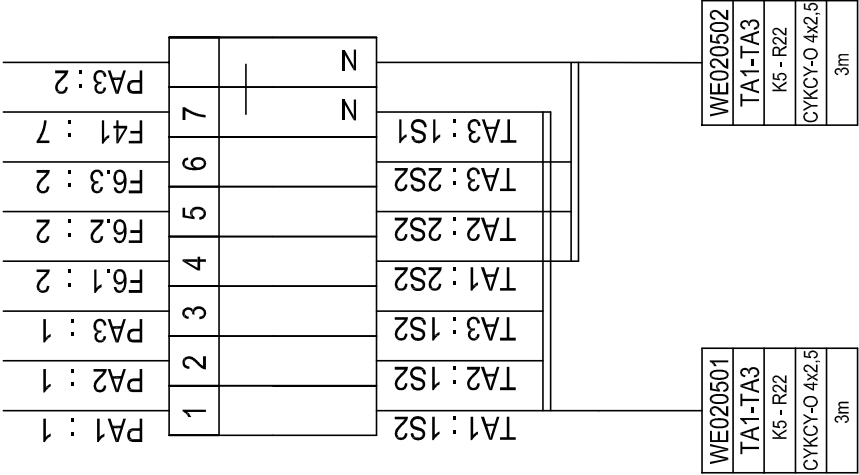 PA3 : 2
N
F41 : 7
7
N
TA3 : 1S1
F6.3 : 2
6
TA3 : 2S2
F6.2 : 2
5
TA2 : 2S2
F6.1 : 2
4
TA1 : 2S2
PA3 : 1
3
TA3 : 1S2
PA2 : 1
2
TA2 : 1S2
PA1 : 1
1
TA1 : 1S2
WE020502
TA1-TA3
K5 - R22
CYKCY-O 4x2,5
3m
WE020501
TA1-TA3
K5 - R22
CYKCY-O 4x2,5
3m